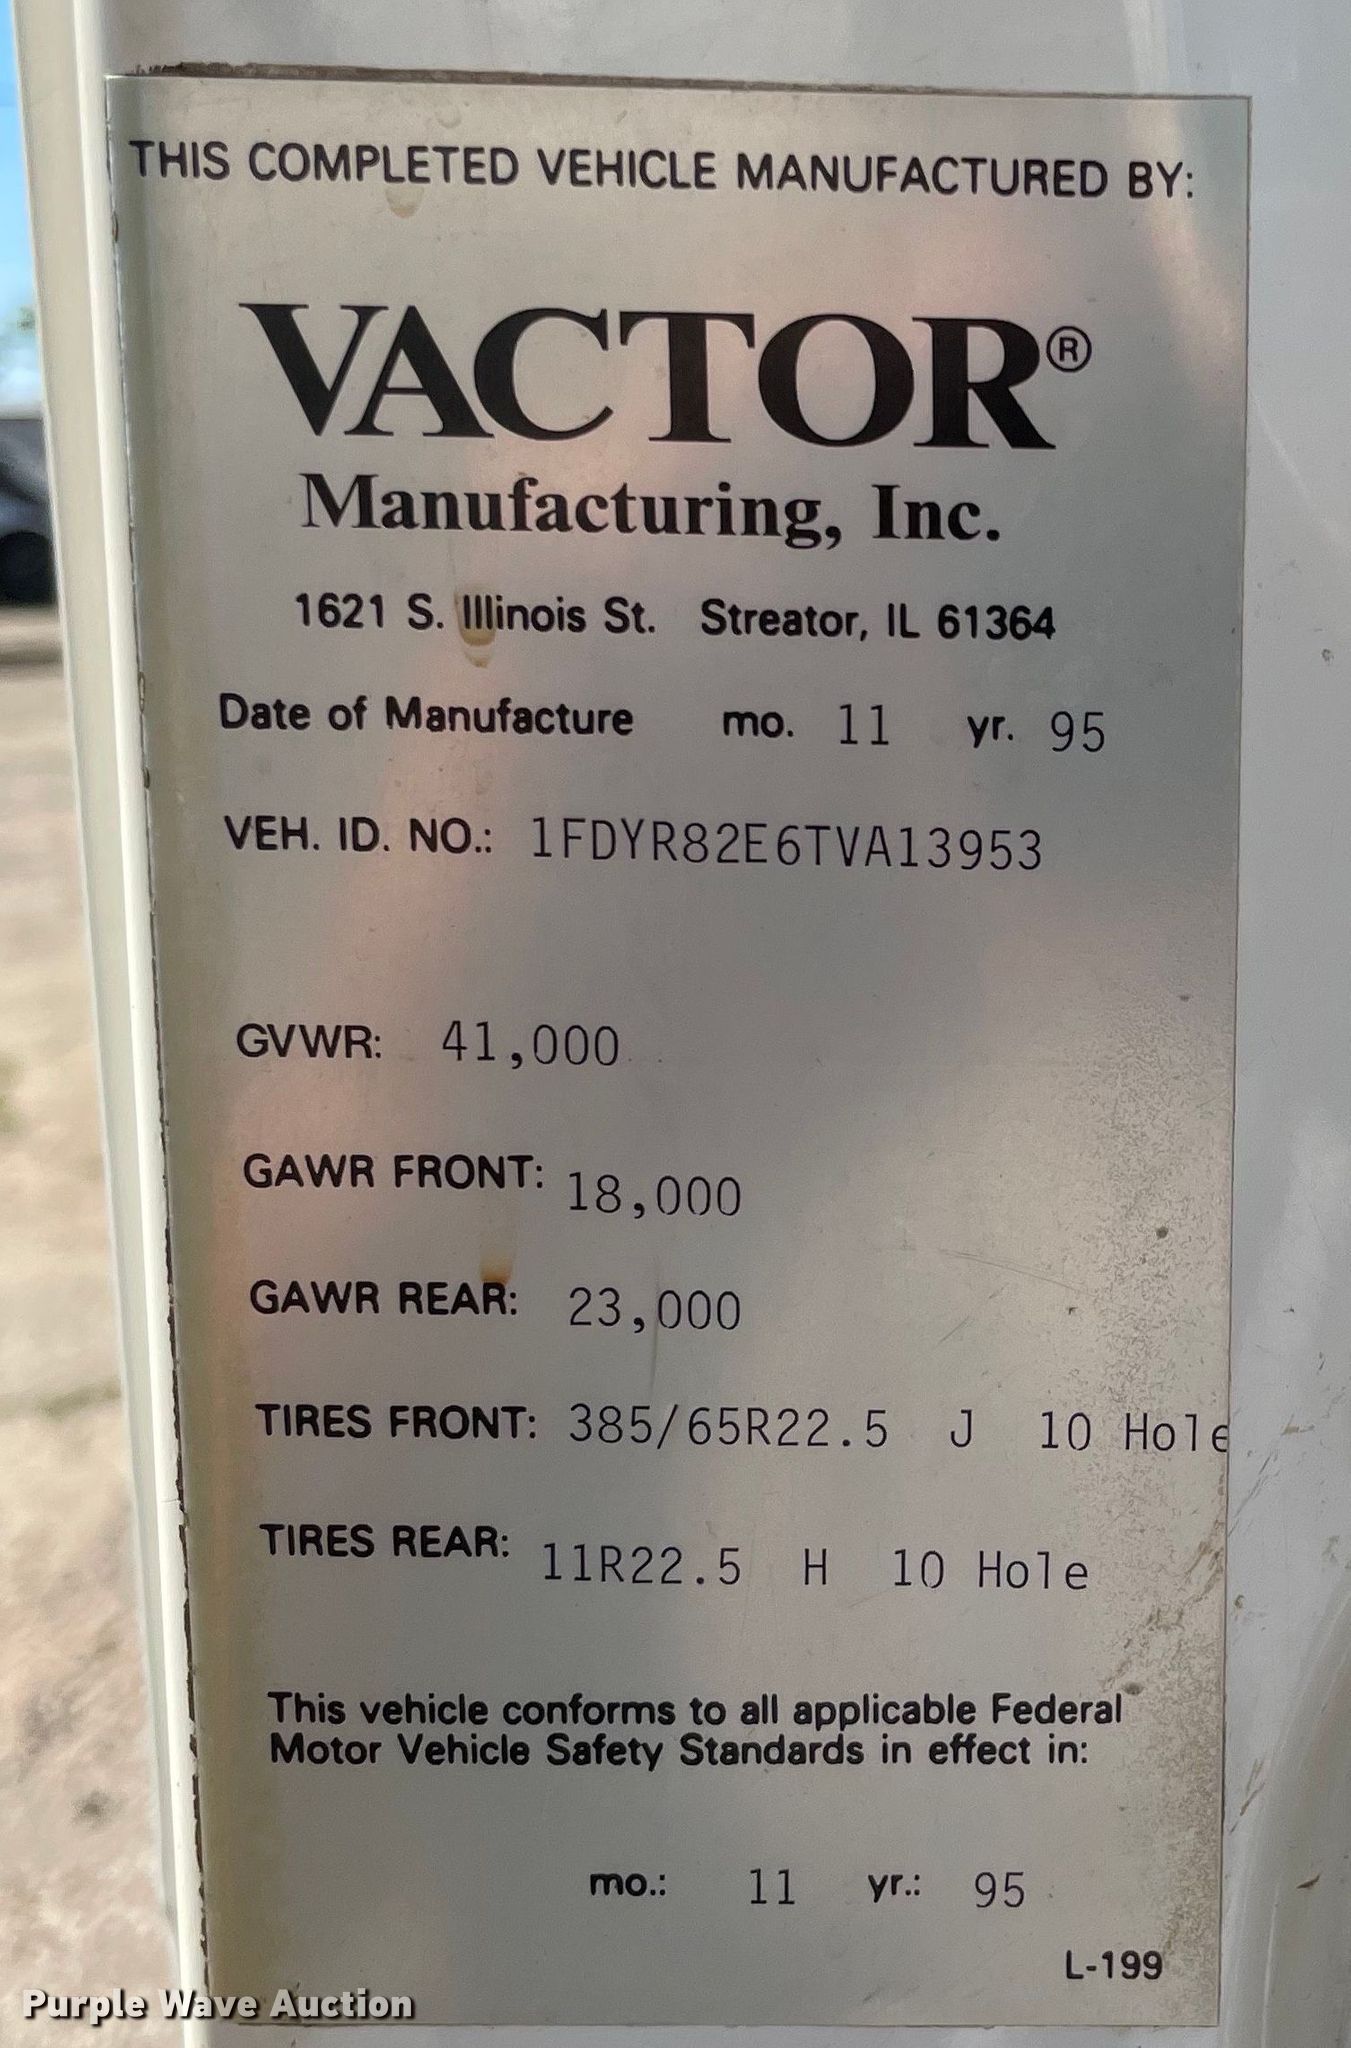 THIS COMPLETED VEHICLE MANUFACTURED BY:
VACTOR®
Manufacturing, Inc.
1621 S. Illinois St. Streator, IL 61364
Date of Manufacture mo. 11 yr. 95
VEH. ID. NO.: 1FDYR82E6TVA13953
GVWR: 41,000
GAWR FRONT: 18,000
GAWR REAR: 23,000
TIRES FRONT: 385/65R22.5 J 10 Hole
TIRES REAR: 11R22.5 H 10 Hole
This vehicle conforms to all applicable Federal
Motor Vehicle Safety Standards in effect in:
mo.: 11 yr.: 95
L-199
Purple Wave Auction